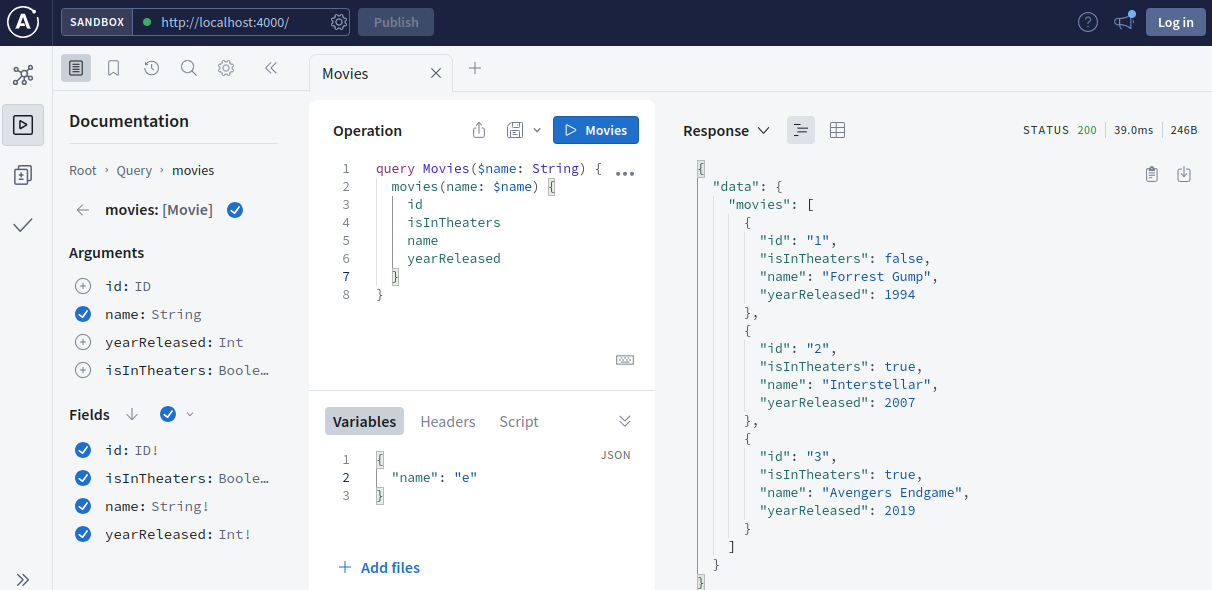 SANDBOX http://localhost:4000/ Publish Log in
Movies
Documentation
Root › Query › movies
movies: [Movie]
Arguments
id: ID
name: String
yearReleased: Int
isInTheaters: Boole…
Fields
id: ID!
isInTheaters: Boole…
name: String!
yearReleased: Int!
Operation Movies
1 query Movies($name: String) {
2 movies(name: $name) {
3 id
4 isInTheaters
5 name
6 yearReleased
7 }
8 }
Variables Headers Script
JSON
1 {
2 "name": "e"
3 }
+ Add files
Response STATUS 200 39.0ms 246B
{
"data": {
"movies": [
{
"id": "1",
"isInTheaters": false,
"name": "Forrest Gump",
"yearReleased": 1994
},
{
"id": "2",
"isInTheaters": true,
"name": "Interstellar",
"yearReleased": 2007
},
{
"id": "3",
"isInTheaters": true,
"name": "Avengers Endgame",
"yearReleased": 2019
}
]
}
}